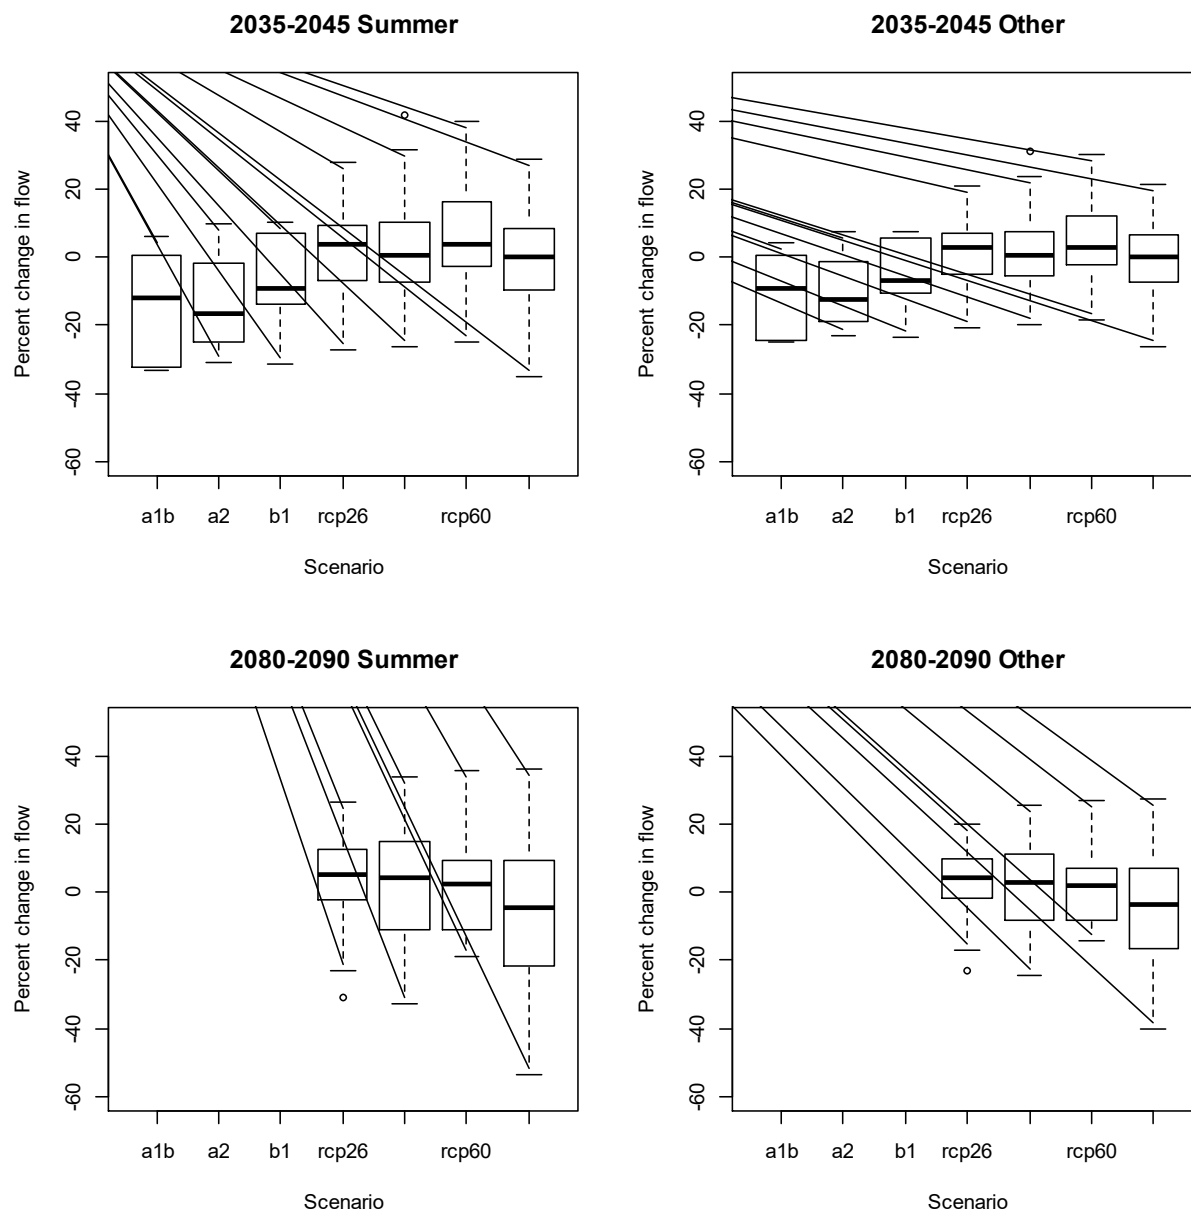 2035-2045 Summer
Percent change in flow
40
20
0
-20
-40
-60
a1b a2 b1 rcp26 rcp60
Scenario
2035-2045 Other
Percent change in flow
40
20
0
-20
-40
-60
a1b a2 b1 rcp26 rcp60
Scenario
2080-2090 Summer
Percent change in flow
40
20
0
-20
-40
-60
a1b a2 b1 rcp26 rcp60
Scenario
2080-2090 Other
Percent change in flow
40
20
0
-20
-40
-60
a1b a2 b1 rcp26 rcp60
Scenario